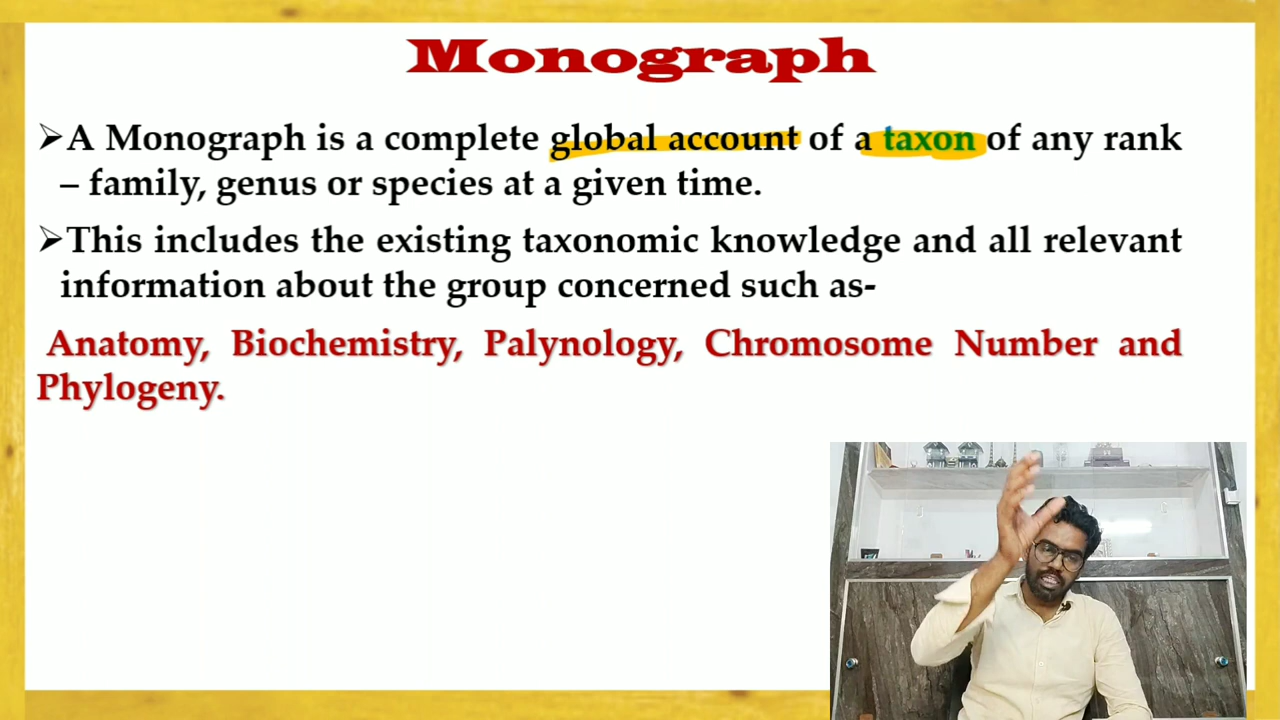 Monograph
➢A Monograph is a complete global account of a taxon of any rank
– family, genus or species at a given time.
➢This includes the existing taxonomic knowledge and all relevant
information about the group concerned such as-
Anatomy, Biochemistry, Palynology, Chromosome Number and
Phylogeny.